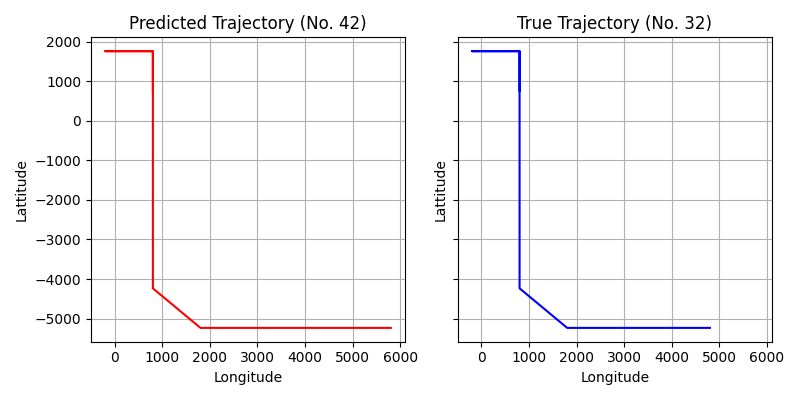 Predicted Trajectory (No. 42)
True Trajectory (No. 32)
2000
1000
0
−1000
−2000
−3000
−4000
−5000
Lattitude
Lattitude
0 1000 2000 3000 4000 5000 6000
0 1000 2000 3000 4000 5000 6000
Longitude
Longitude